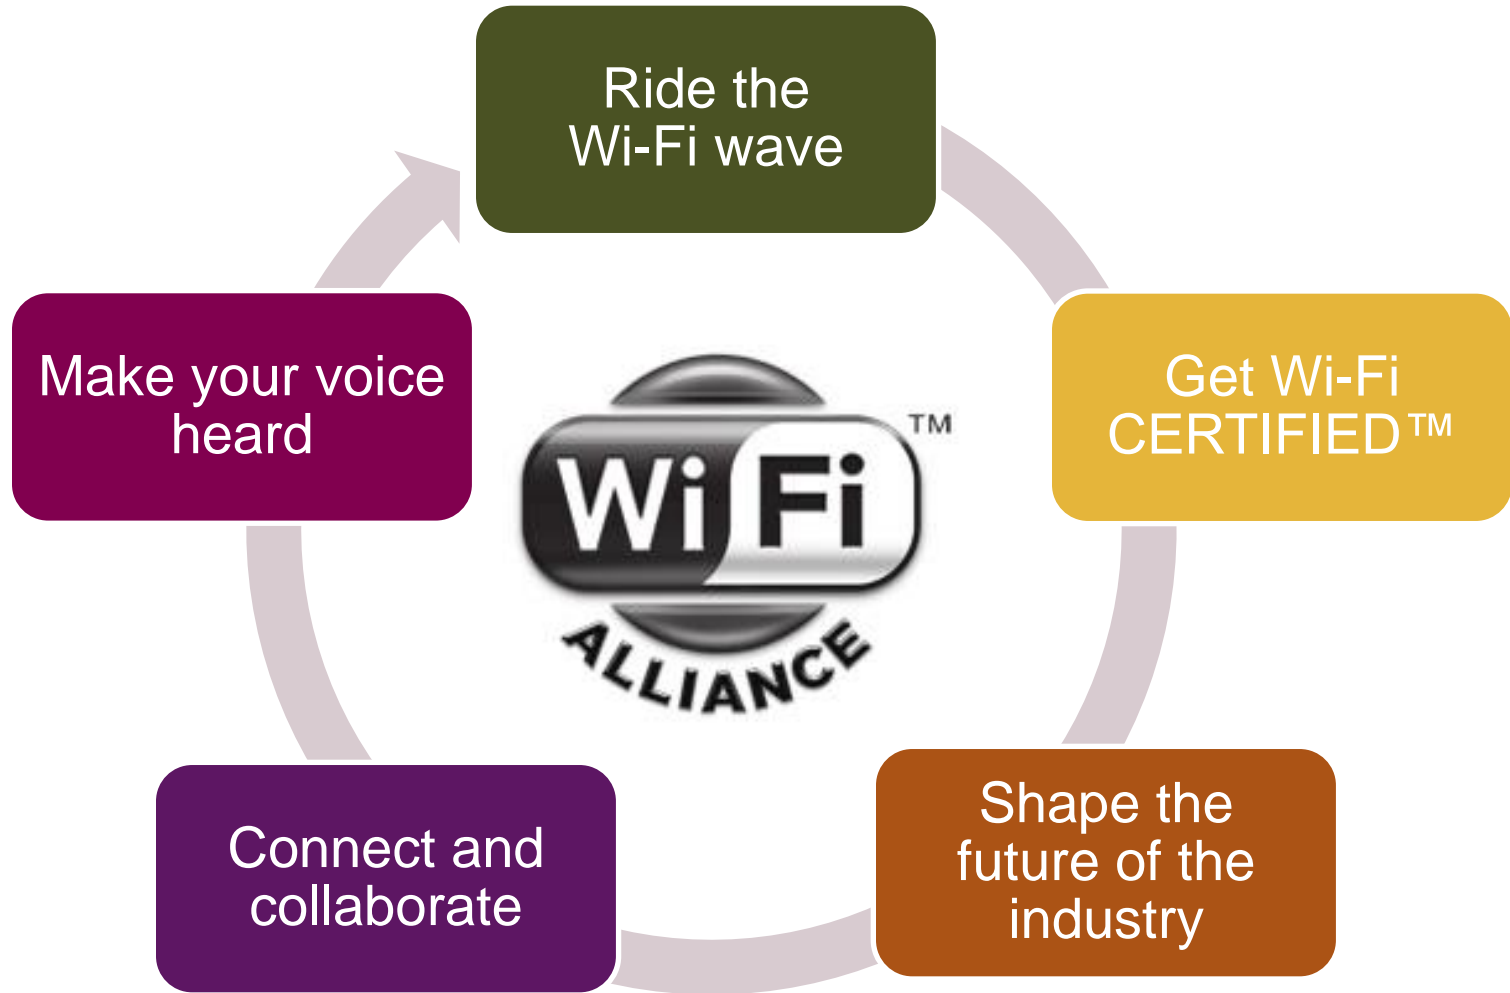 Ride the
Wi-Fi wave
Get Wi-Fi
CERTIFIED™
Shape the
future of the
industry
Connect and
collaborate
Make your voice
heard
Wi Fi ™
ALLIANCE